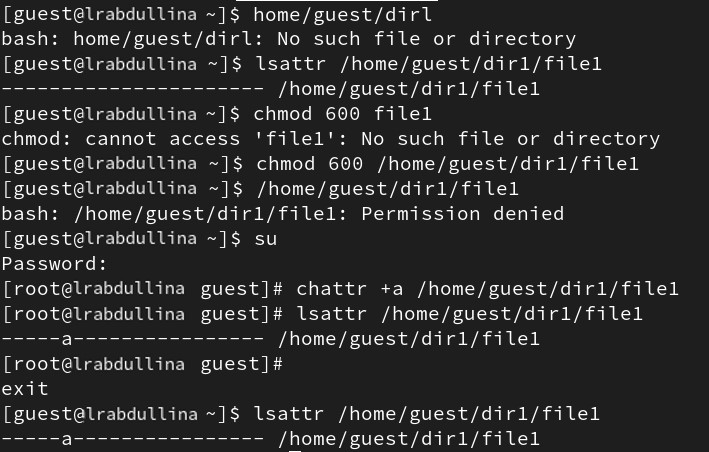 [guest@lrabdullina ~]$ home/guest/dirl
bash: home/guest/dirl: No such file or directory
[guest@lrabdullina ~]$ lsattr /home/guest/dir1/file1
---------------------- /home/guest/dir1/file1
[guest@lrabdullina ~]$ chmod 600 file1
chmod: cannot access 'file1': No such file or directory
[guest@lrabdullina ~]$ chmod 600 /home/guest/dir1/file1
[guest@lrabdullina ~]$ /home/guest/dir1/file1
bash: /home/guest/dir1/file1: Permission denied
[guest@lrabdullina ~]$ su
Password:
[root@lrabdullina guest]# chattr +a /home/guest/dir1/file1
[root@lrabdullina guest]# lsattr /home/guest/dir1/file1
-----a---------------- /home/guest/dir1/file1
[root@lrabdullina guest]#
exit
[guest@lrabdullina ~]$ lsattr /home/guest/dir1/file1
-----a---------------- /home/guest/dir1/file1